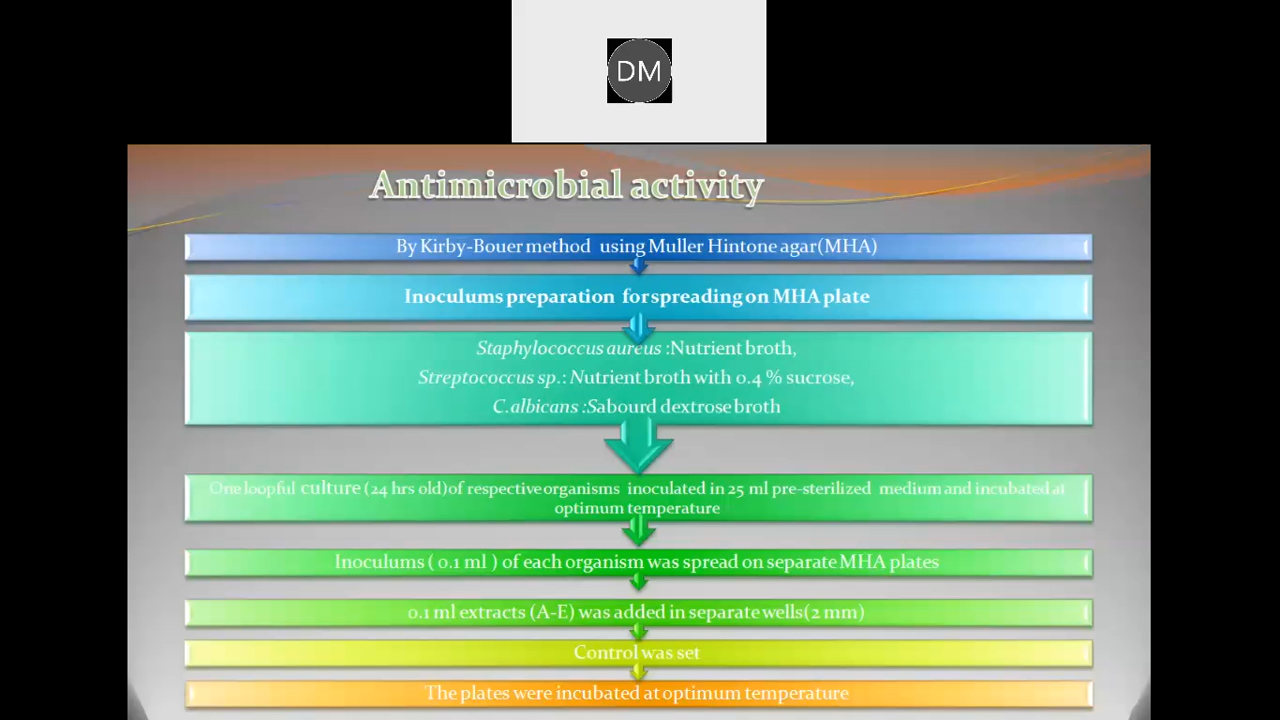 DM
Antimicrobial activity
By Kirby-Bouer method using Muller Hintone agar(MHA)
Inoculums preparation for spreading on MHA plate
Staphylococcus aureus :Nutrient broth,
Streptococcus sp.: Nutrient broth with 0.4 % sucrose,
C.albicans :Sabourd dextrose broth
One loopful culture (24 hrs old)of respective organisms inoculated in 25 ml pre-sterilized medium and incubated at
optimum temperature
Inoculums ( 0.1 ml ) of each organism was spread on separate MHA plates
0.1 ml extracts (A-E) was added in separate wells(2 mm)
Control was set
The plates were incubated at optimum temperature